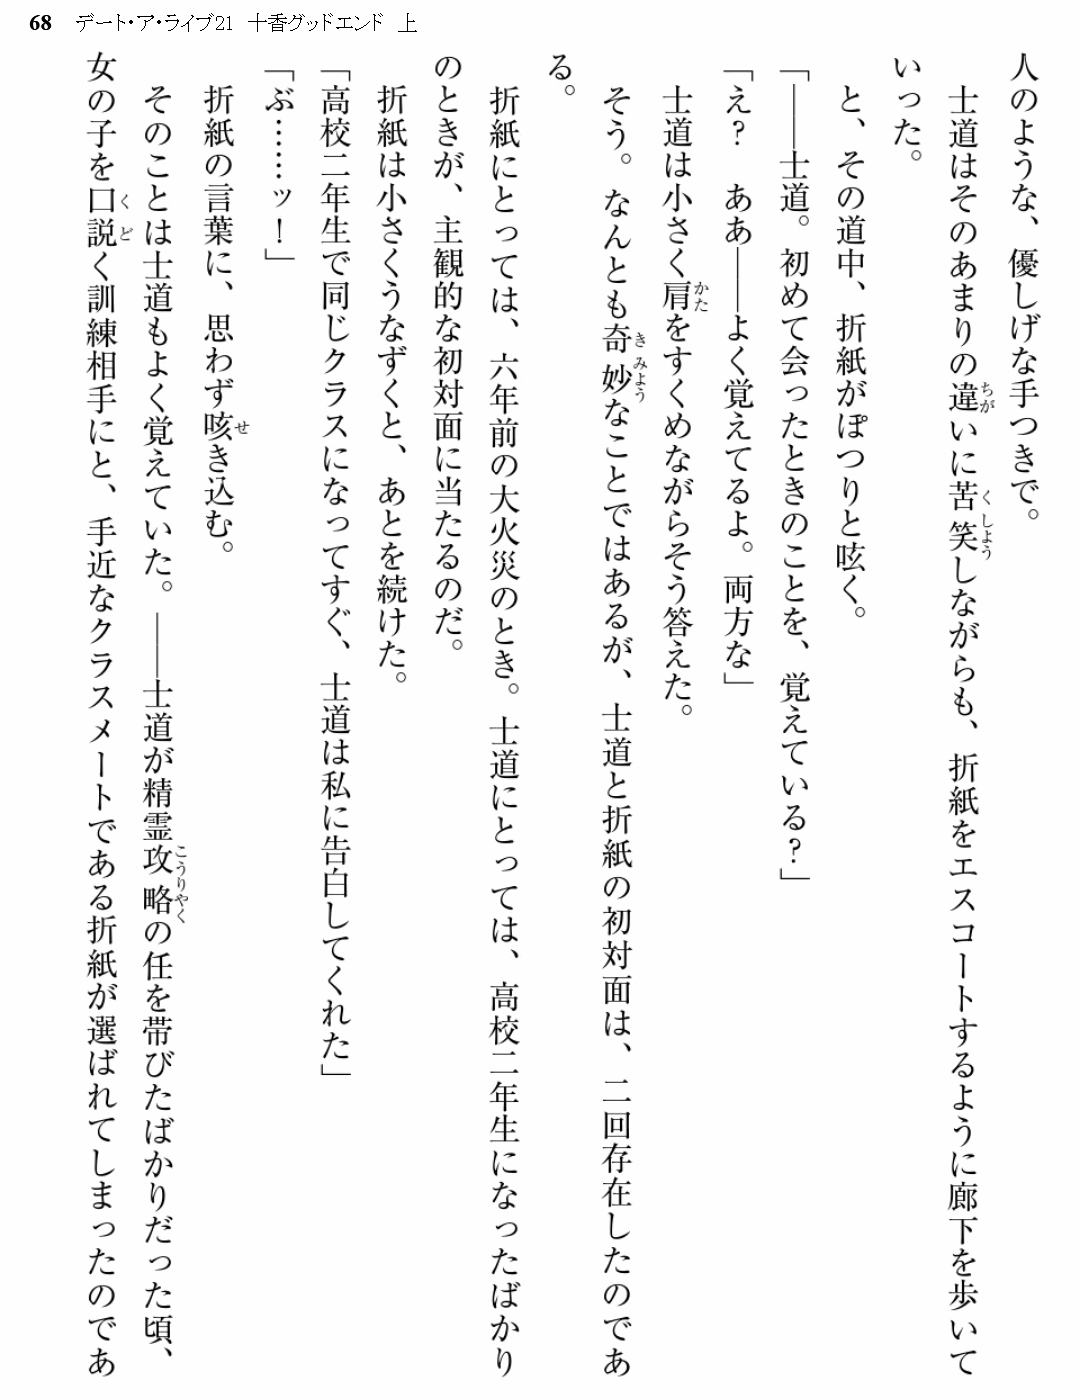 68 デート・ア・ライブ21 十香グッドエンド 上
人のような、優しげな手つきで。
士道はそのあまりの違いに苦笑しながらも、折紙をエスコートするように廊下を歩いて
いった。
と、その道中、折紙がぽつりと呟く。
「――士道。初めて会ったときのことを、覚えている?」
「え? ああ――よく覚えてるよ。両方な」
士道は小さく肩をすくめながらそう答えた。
そう。なんとも奇妙なことではあるが、士道と折紙の初対面は、二回存在したのであ
る。
折紙にとっては、六年前の大火災のとき。士道にとっては、高校二年生になったばかり
のときが、主観的な初対面に当たるのだ。
折紙は小さくうなずくと、あとを続けた。
「高校二年生で同じクラスになってすぐ、士道は私に告白してくれた」
「ぶ……ッ!」
折紙の言葉に、思わず咳き込む。
そのことは士道もよく覚えていた。――士道が精霊攻略の任を帯びたばかりだった頃、
女の子を口説く訓練相手にと、手近なクラスメートである折紙が選ばれてしまったのであ